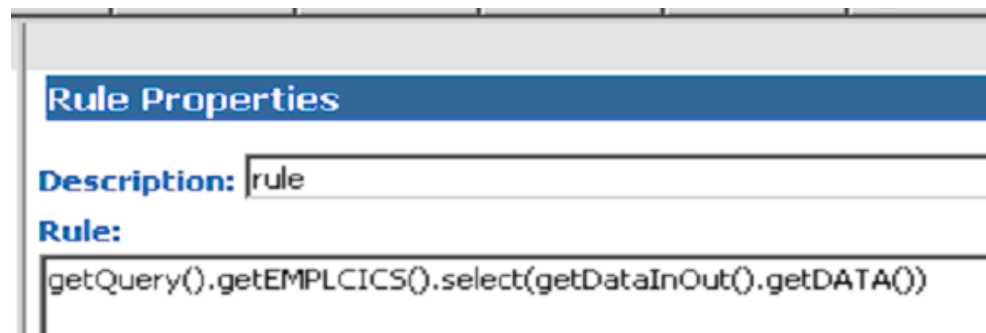 Rule Properties
Description: rule
Rule:
getQuery().getEMPLCICS().select(getDataInOut().getDATA())